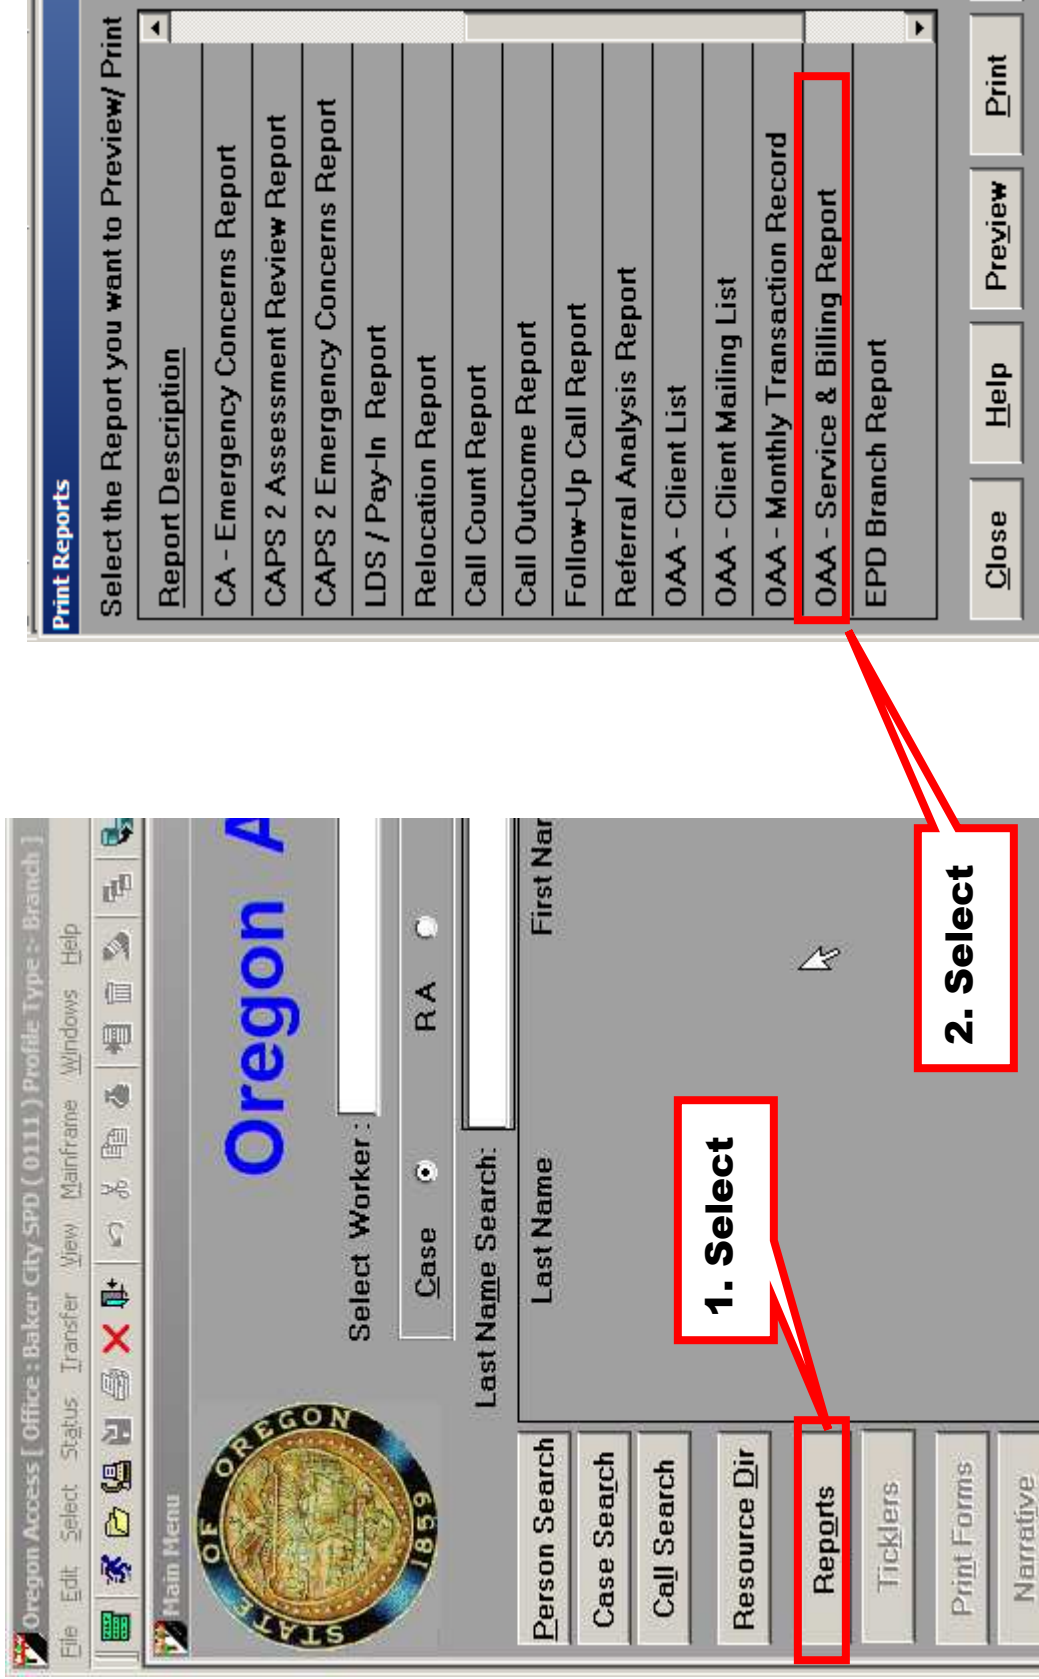 Oregon Access [ Office : Baker City SPD ( 0111 ) Profile Type :- Branch ]
File Edit Select Status Transfer View Mainframe Windows Help
Main Menu
STATE OF OREGON
1859
Oregon A
Select Worker :
Case RA
Last Name Search:
Last Name First Nar
Person Search
Case Search
Call Search
Resource Dir
Reports
Ticklers
Print Forms
Narrative
1. Select
2. Select
Print Reports
Select the Report you want to Preview/ Print
Report Description
CA - Emergency Concerns Report
CAPS 2 Assessment Review Report
CAPS 2 Emergency Concerns Report
LDS / Pay-In Report
Relocation Report
Call Count Report
Call Outcome Report
Follow-Up Call Report
Referral Analysis Report
OAA - Client List
OAA - Client Mailing List
OAA - Monthly Transaction Record
OAA - Service & Billing Report
EPD Branch Report
Close Help Preview Print